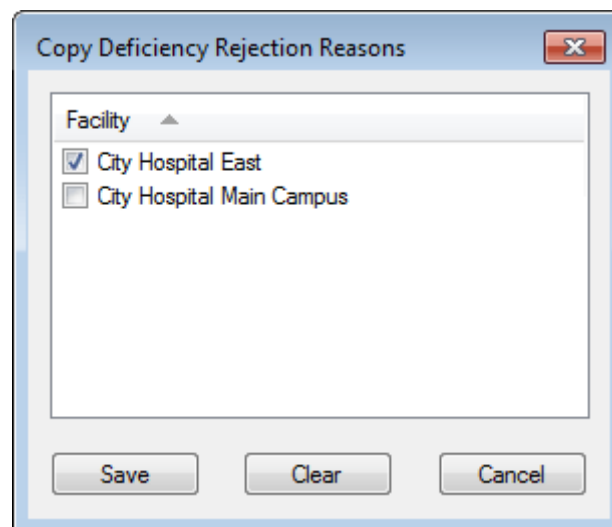 Copy Deficiency Rejection Reasons
Facility
City Hospital East
City Hospital Main Campus
Save Clear Cancel